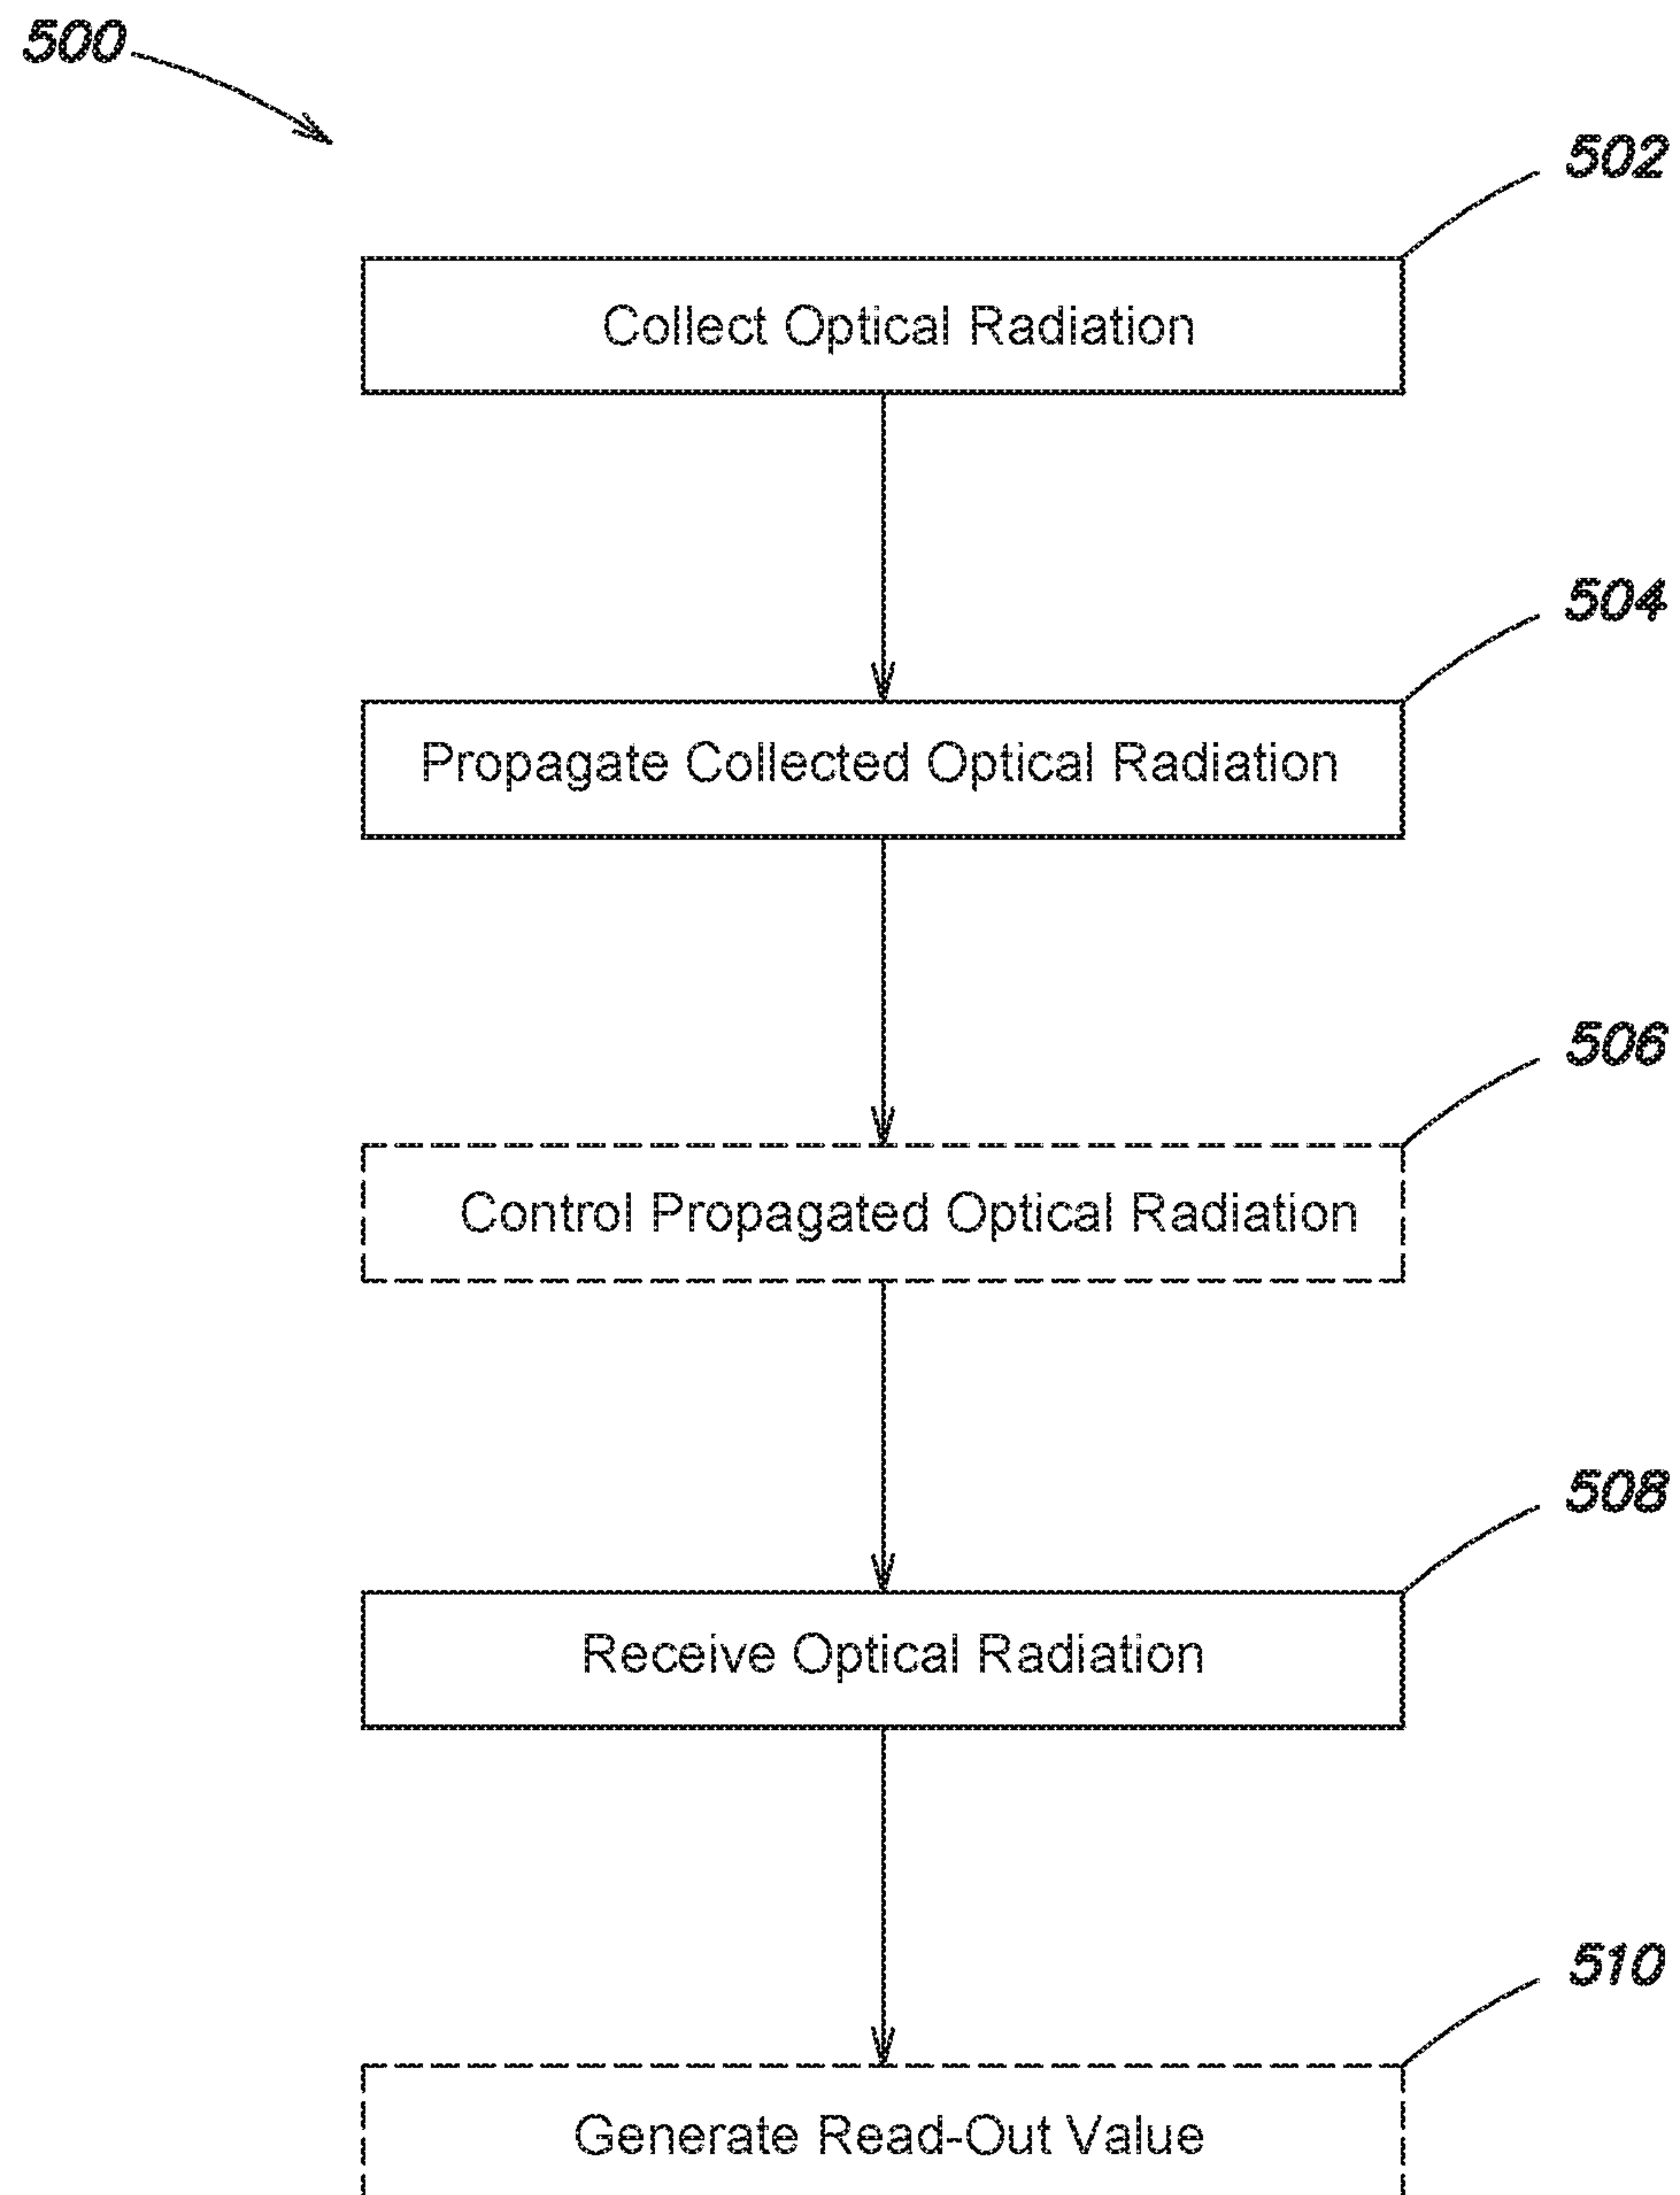 500
502
Collect Optical Radiation
504
Propagate Collected Optical Radiation
506
Control Propagated Optical Radiation
508
Receive Optical Radiation
510
Generate Read-Out Value